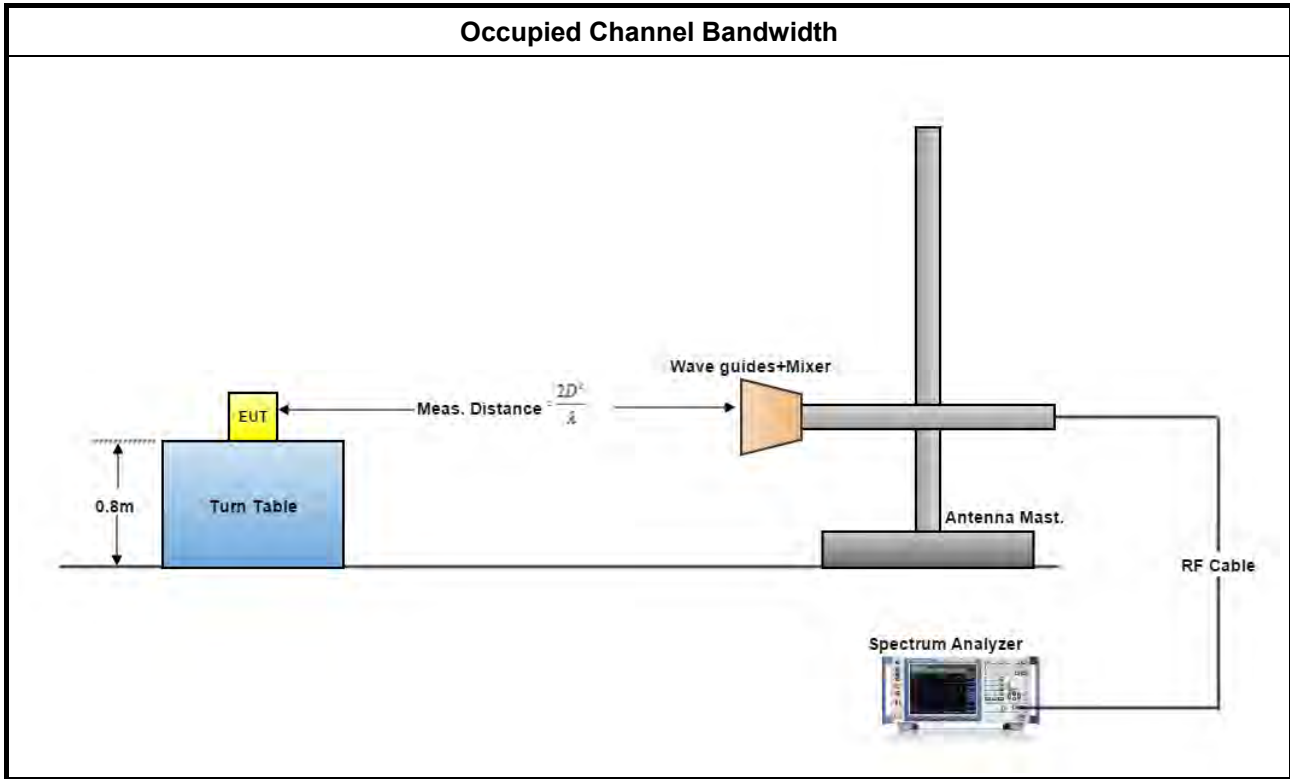 Occupied Channel Bandwidth
Wave guides+Mixer
EUT
Meas. Distance = 2D²/λ
0.8m
Turn Table
Antenna Mast.
RF Cable
Spectrum Analyzer